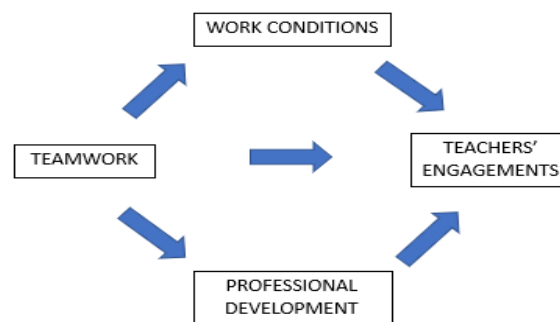 WORK CONDITIONS
TEAMWORK
TEACHERS'
ENGAGEMENTS
PROFESSIONAL
DEVELOPMENT